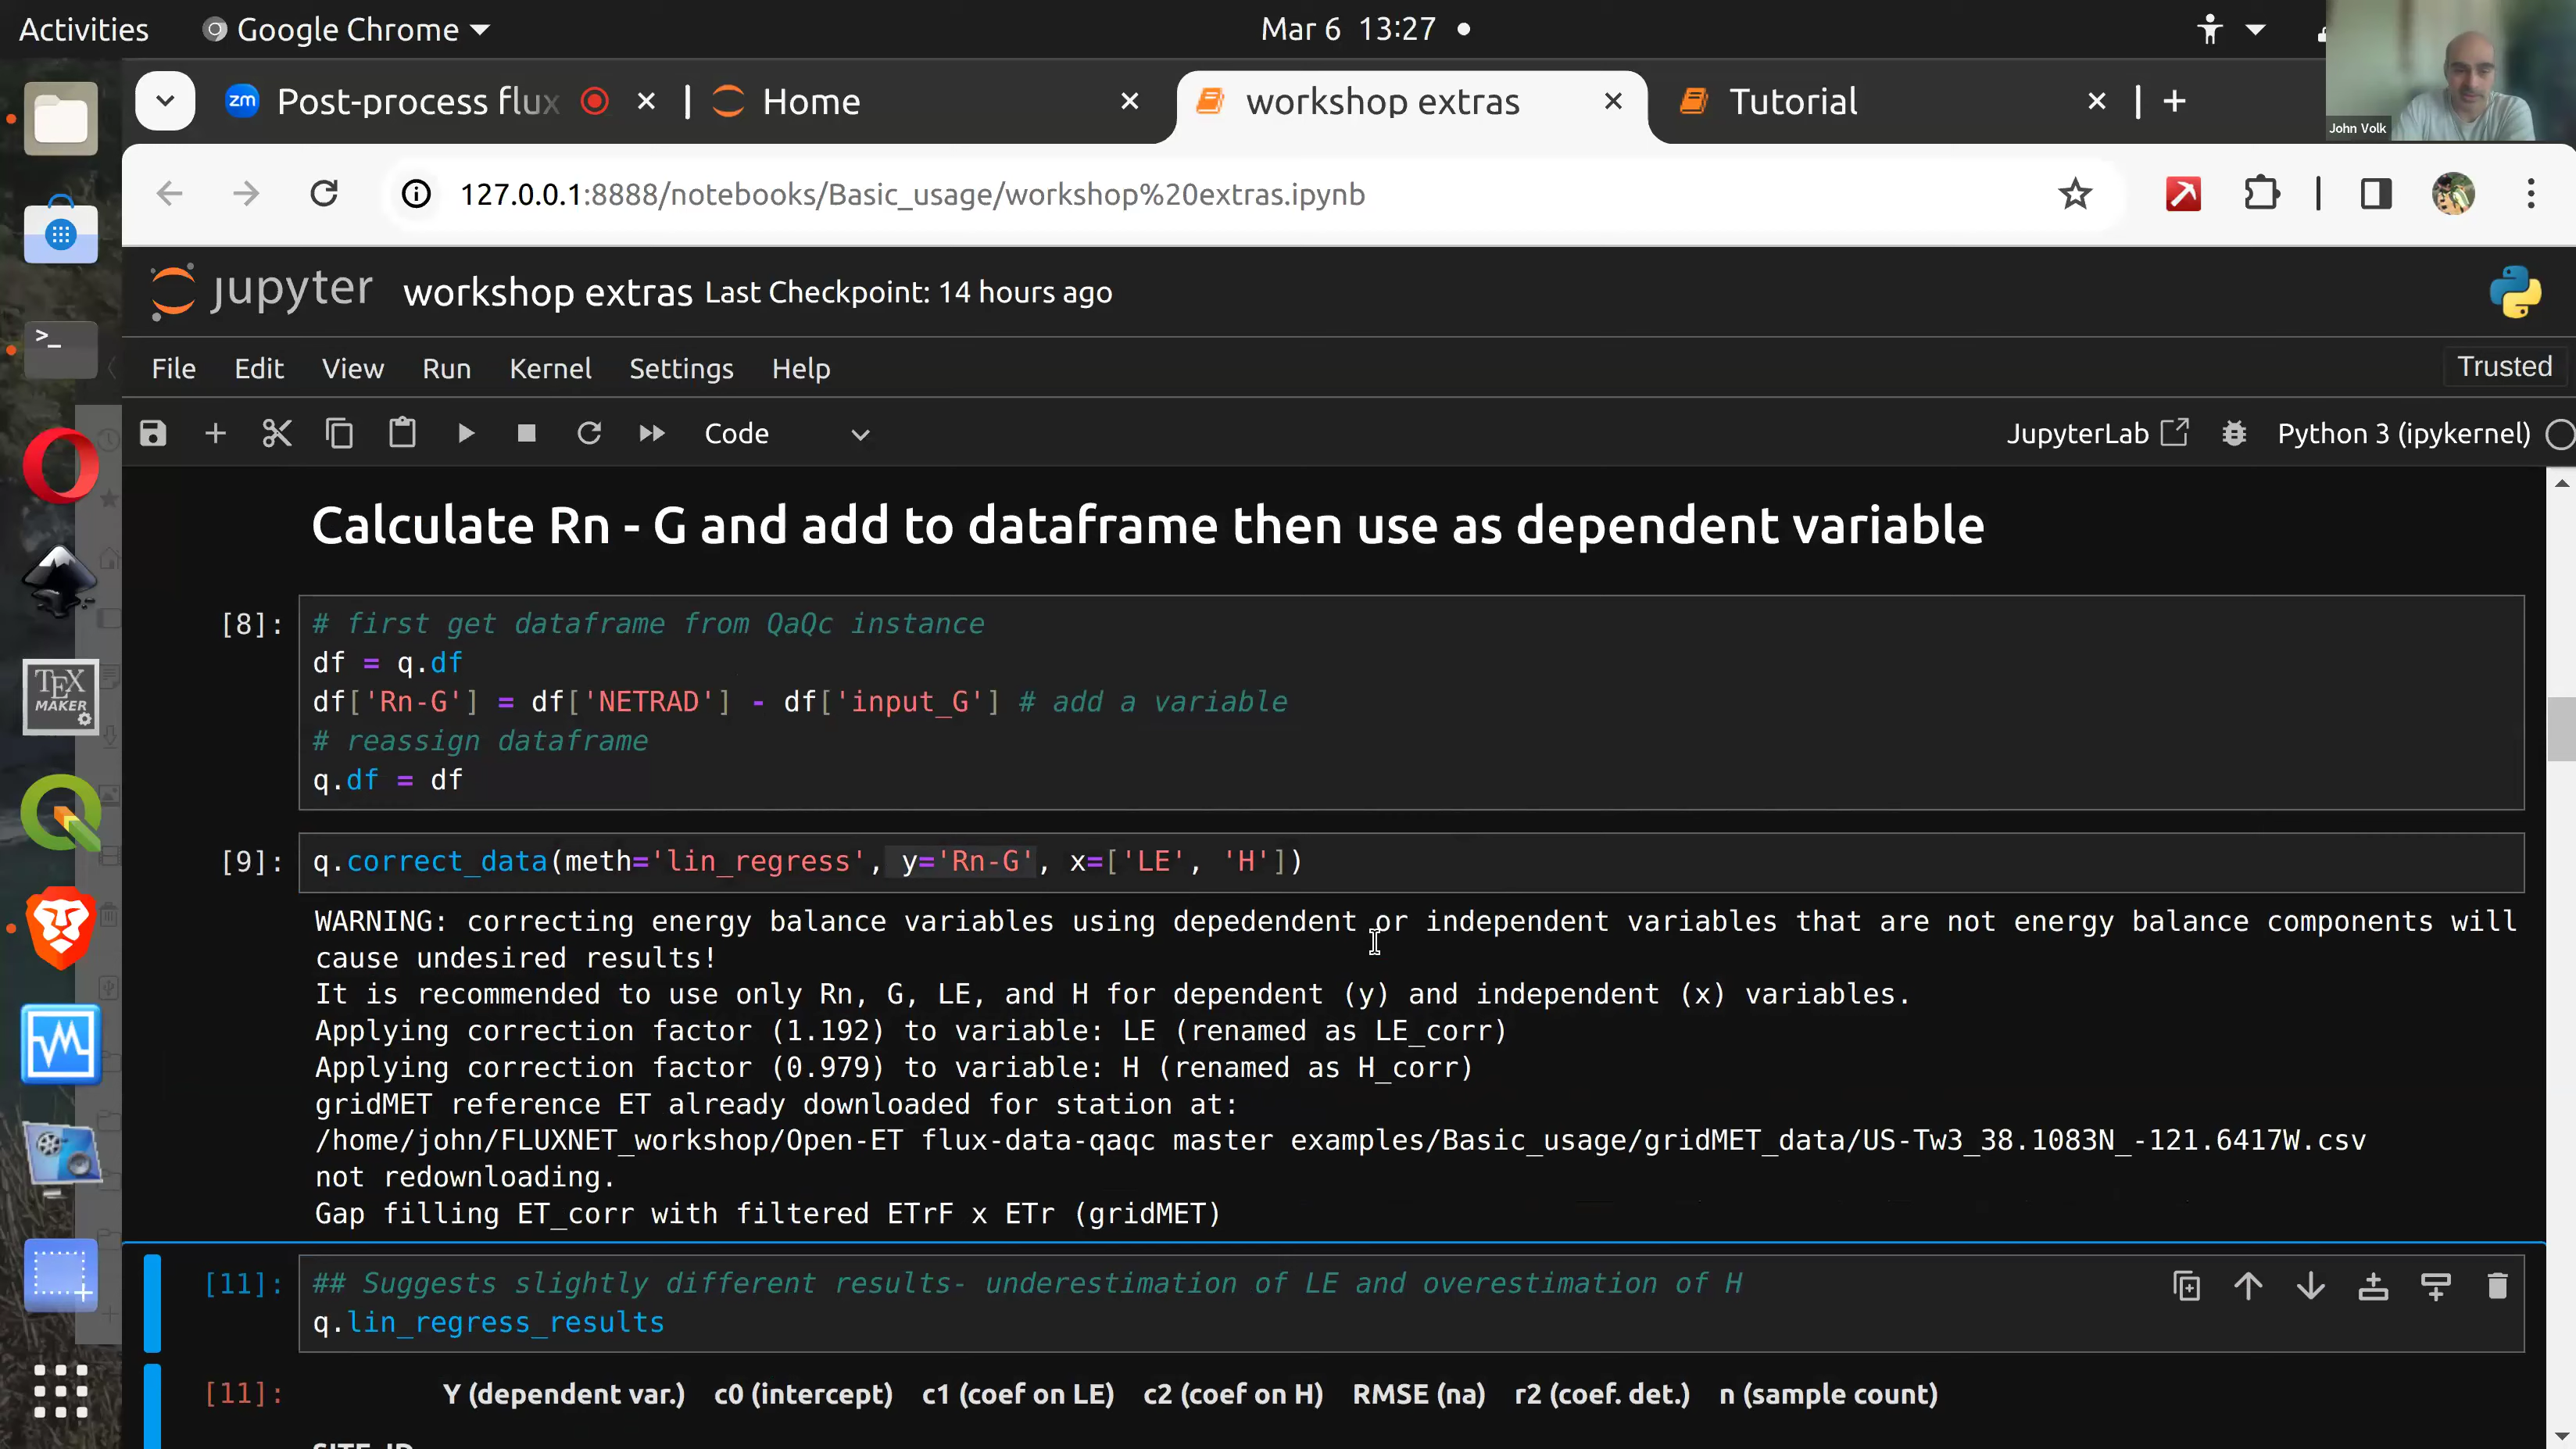 Activities
Google Chrome
Mar 6 13:27
John Volk
zm Post-process flux
Home
workshop extras
Tutorial
127.0.0.1:8888/notebooks/Basic_usage/workshop%20extras.ipynb
jupyter workshop extras Last Checkpoint: 14 hours ago
File Edit View Run Kernel Settings Help
Trusted
Code
JupyterLab
Python 3 (ipykernel)
>_
TEX
MAKER
Calculate Rn - G and add to dataframe then use as dependent variable
[8]: # first get dataframe from QaQc instance
df = q.df
df['Rn-G'] = df['NETRAD'] - df['input_G'] # add a variable
# reassign dataframe
q.df = df
[9]: q.correct_data(meth='lin_regress', y='Rn-G', x=['LE', 'H'])
WARNING: correcting energy balance variables using depedendent or independent variables that are not energy balance components will
cause undesired results!
It is recommended to use only Rn, G, LE, and H for dependent (y) and independent (x) variables.
Applying correction factor (1.192) to variable: LE (renamed as LE_corr)
Applying correction factor (0.979) to variable: H (renamed as H_corr)
gridMET reference ET already downloaded for station at:
/home/john/FLUXNET_workshop/Open-ET flux-data-qaqc master examples/Basic_usage/gridMET_data/US-Tw3_38.1083N_-121.6417W.csv
not redownloading.
Gap filling ET_corr with filtered ETrF x ETr (gridMET)
[11]: ## Suggests slightly different results- underestimation of LE and overestimation of H
q.lin_regress_results
[11]: Y (dependent var.) c0 (intercept) c1 (coef on LE) c2 (coef on H) RMSE (na) r2 (coef. det.) n (sample count)
SITE_ID